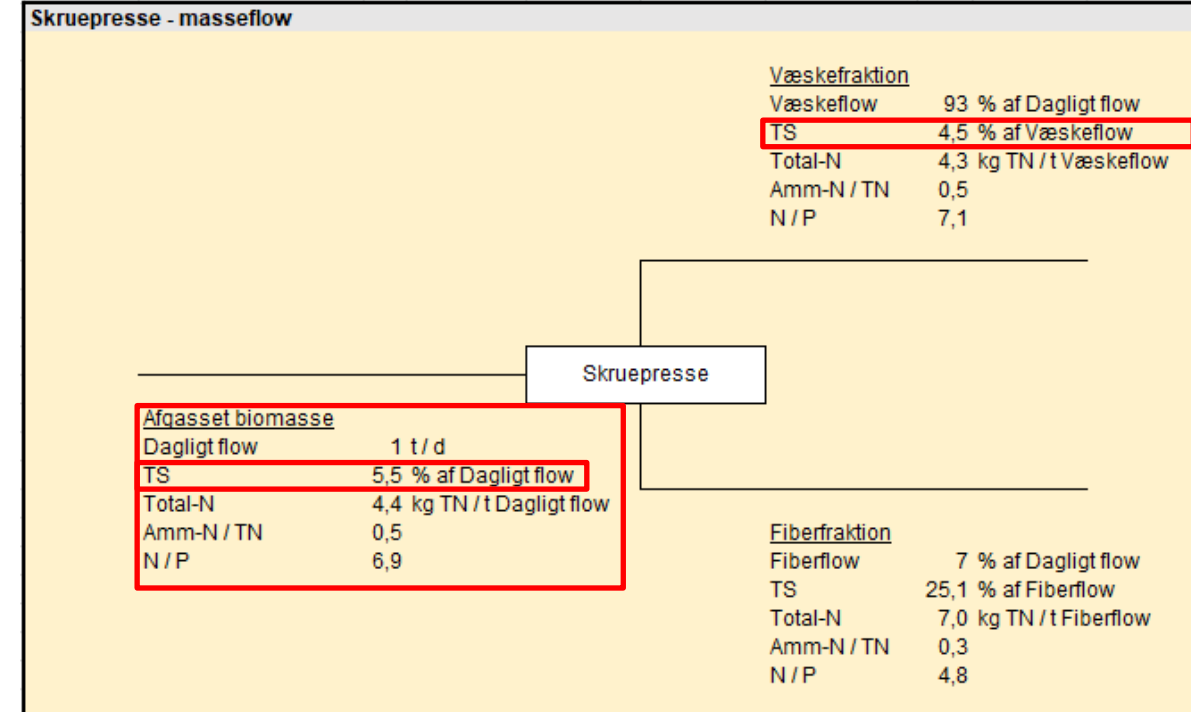 Skruepresse - masseflow
Væskefraktion
Væskeflow 93 % af Dagligt flow
TS 4,5 % af Væskeflow
Total-N 4,3 kg TN / t Væskeflow
Amm-N / TN 0,5
N / P 7,1
Skruepresse
Afgasset biomasse
Dagligt flow 1 t / d
TS 5,5 % af Dagligt flow
Total-N 4,4 kg TN / t Dagligt flow
Amm-N / TN 0,5
N / P 6,9
Fiberfraktion
Fiberflow 7 % af Dagligt flow
TS 25,1 % af Fiberflow
Total-N 7,0 kg TN / t Fiberflow
Amm-N / TN 0,3
N / P 4,8